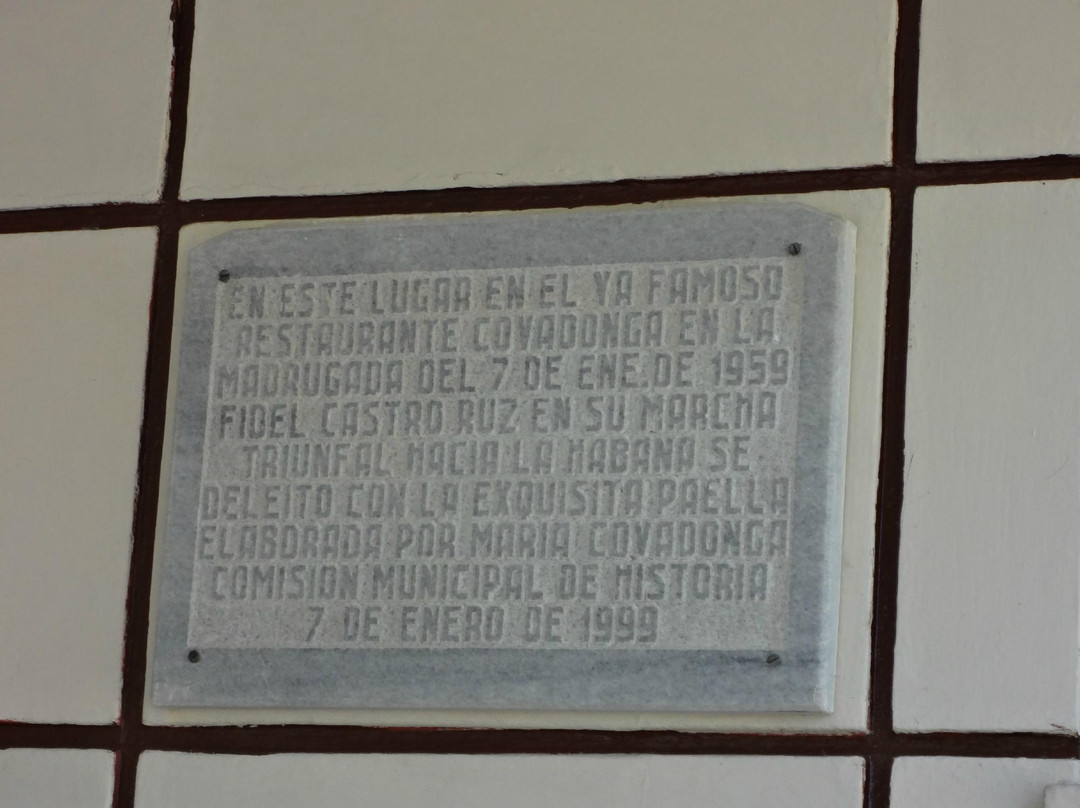 EN ESTE LUGAR EN EL YA FAMOSO
RESTAURANTE COVADONGA EN LA
MADRUGADA DEL 7 DE ENE.DE 1959
FIDEL CASTRO RUZ EN SU MARCHA
TRIUNFAL HACIA LA HABANA SE
DELEITO CON LA EXQUISITA PAELLA
ELABORADA POR MARIA COVADONGA
COMISION MUNICIPAL DE HISTORIA
7 DE ENERO DE 1999